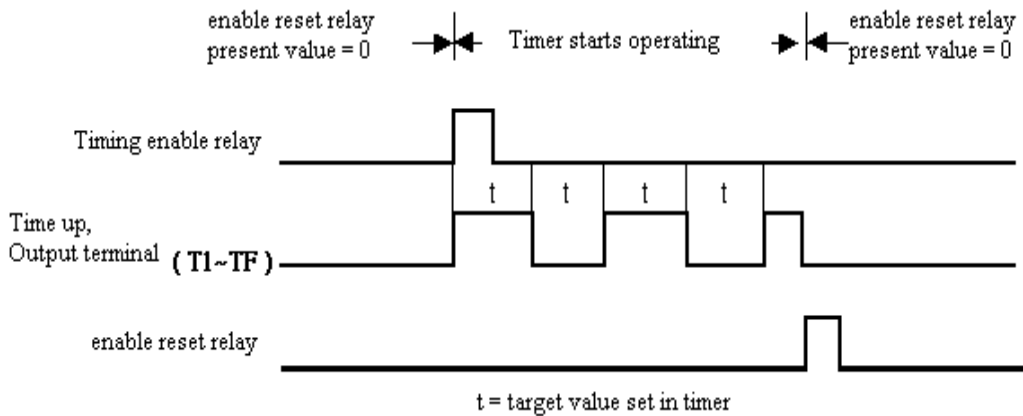 enable reset relay
present value = 0
Timer starts operating
enable reset relay
present value = 0
Timing enable relay
t
t
t
t
Time up,
Output terminal ( T1~TF )
enable reset relay
t = target value set in timer